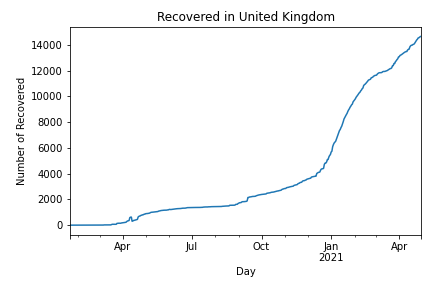 Recovered in United Kingdom
Number of Recovered
14000
12000
10000
8000
6000
4000
2000
0
Apr
Jul
Oct
Jan
2021
Apr
Day